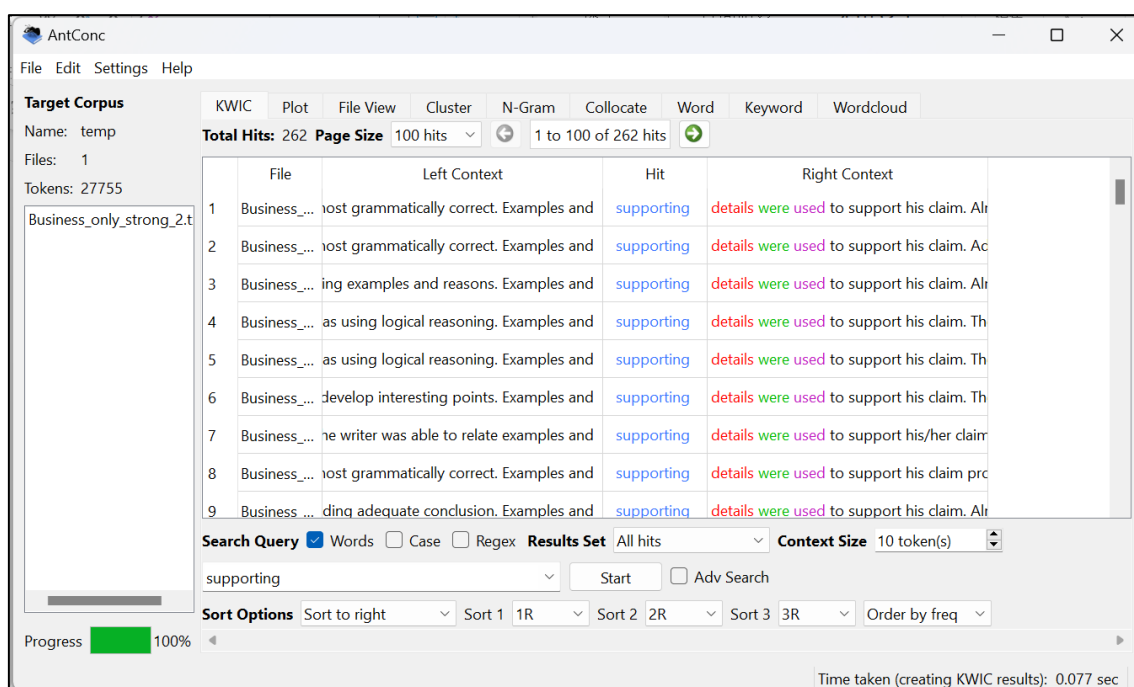 AntConc
File Edit Settings Help
Target Corpus
Name: temp
Files: 1
Tokens: 27755
Business_only_strong_2.t
Progress 100%
KWIC Plot File View Cluster N-Gram Collocate Word Keyword Wordcloud
Total Hits: 262 Page Size 100 hits 1 to 100 of 262 hits
File Left Context Hit Right Context
1 Business_... nost grammatically correct. Examples and supporting details were used to support his claim. Alr
2 Business_... nost grammatically correct. Examples and supporting details were used to support his claim. Ad
3 Business_... ing examples and reasons. Examples and supporting details were used to support his claim. Alr
4 Business_... as using logical reasoning. Examples and supporting details were used to support his claim. Th
5 Business_... as using logical reasoning. Examples and supporting details were used to support his claim. Th
6 Business_... develop interesting points. Examples and supporting details were used to support his claim. Th
7 Business_... ne writer was able to relate examples and supporting details were used to support his/her claim
8 Business_... nost grammatically correct. Examples and supporting details were used to support his claim pro
9 Business_... ding adequate conclusion. Examples and supporting details were used to support his claim. Alr
Search Query Words Case Regex Results Set All hits Context Size 10 token(s)
supporting Start Adv Search
Sort Options Sort to right Sort 1 1R Sort 2 2R Sort 3 3R Order by freq
Time taken (creating KWIC results): 0.077 sec